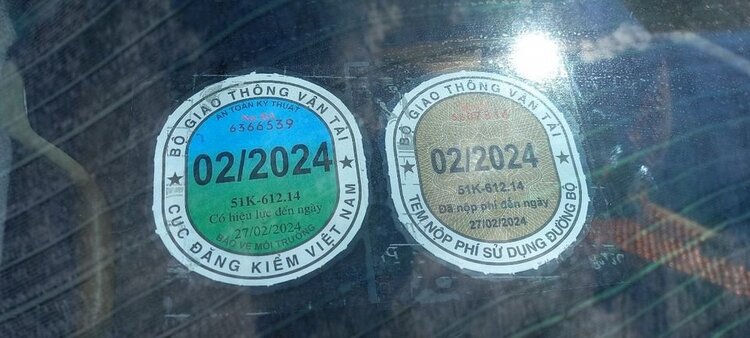 BỘ GIAO THÔNG VẬN TẢI
AN TOÀN KỸ THUẬT
6366539
02/2024
51K-612.14
Có hiệu lực đến ngày
27/02/2024
BẢO VỆ MÔI TRƯỜNG
CỤC ĐĂNG KIỂM VIỆT NAM
BỘ GIAO THÔNG VẬN TẢI
02/2024
51K-612.14
Đã nộp phí đến ngày
27/02/2024
TEM NỘP PHÍ SỬ DỤNG ĐƯỜNG BỘ